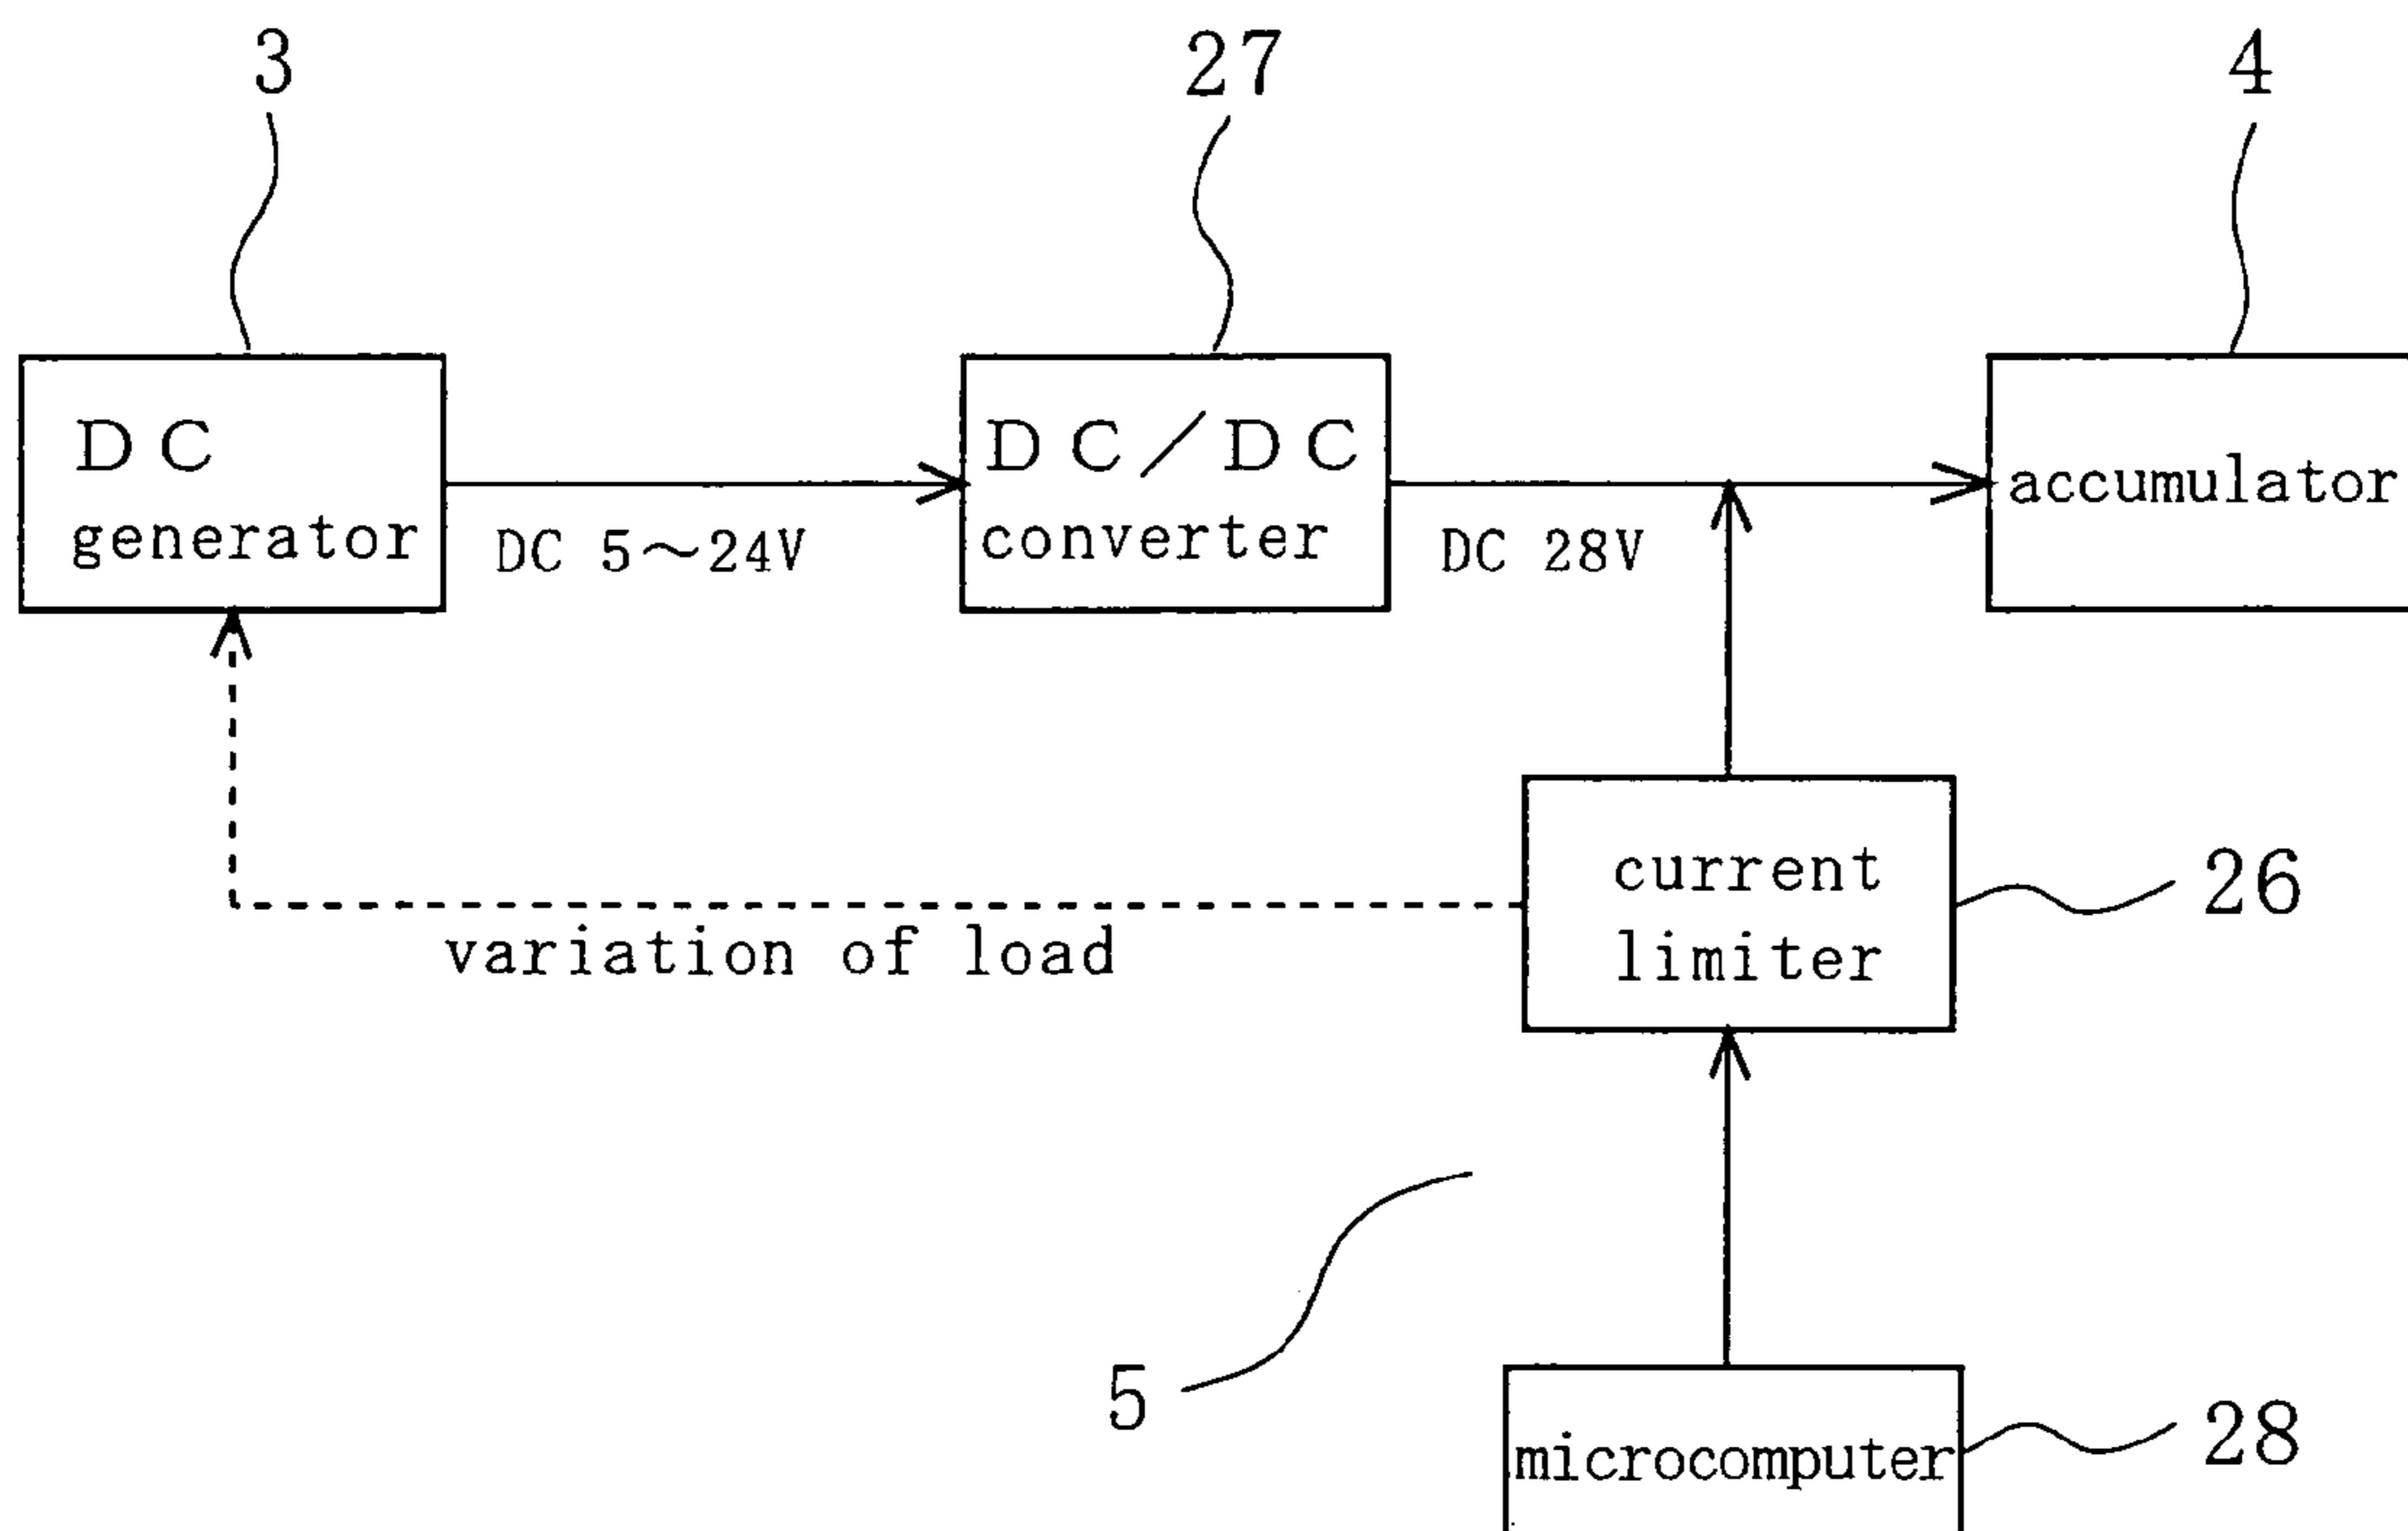 3
27
4
DC
generator
DC 5～24V
DC／DC
converter
DC 28V
accumulator
variation of load
current
limiter
26
5
microcomputer
28